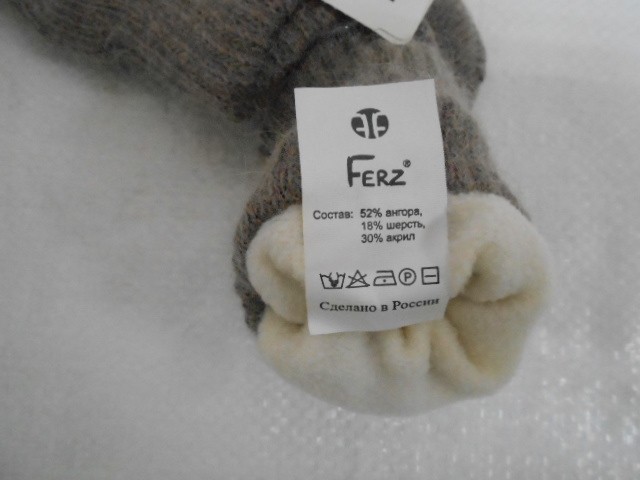 FERZ®
Состав: 52% ангора,
18% шерсть,
30% акрил
Сделано в России